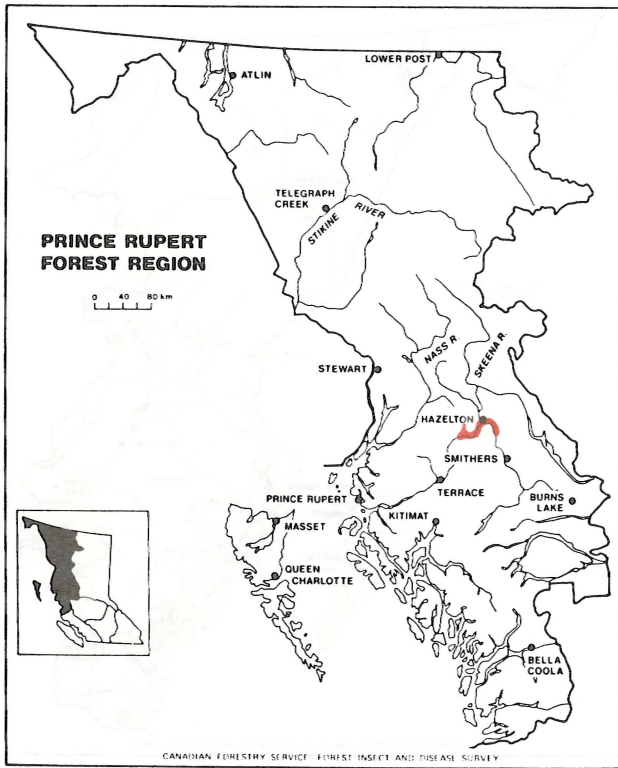 LOWER POST
ATLIN
TELEGRAPH
CREEK
STIKINE RIVER
PRINCE RUPERT
FOREST REGION
0 40 80 km
NASS R.
SKEENA R.
STEWART
HAZELTON
SMITHERS
PRINCE RUPERT
TERRACE
BURNS
LAKE
MASSET
KITIMAT
QUEEN
CHARLOTTE
BELLA
COOLA
CANADIAN FORESTRY SERVICE FOREST INSECT AND DISEASE SURVEY